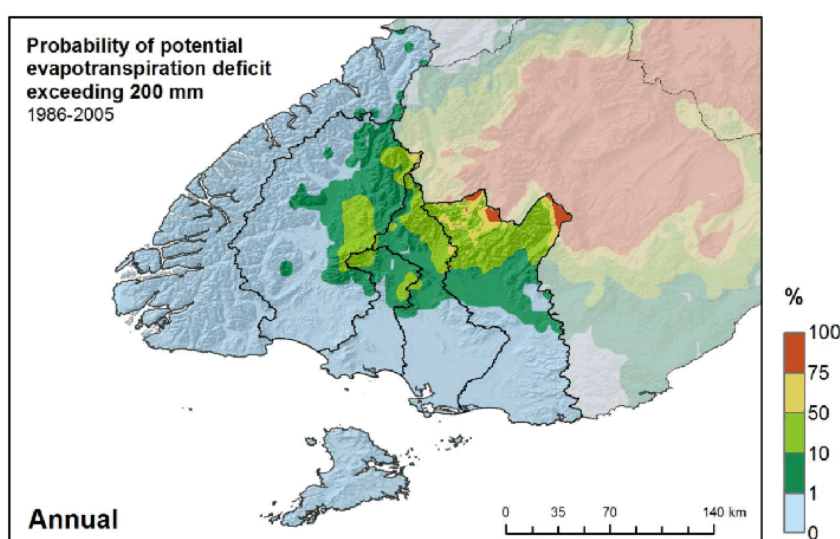 Probability of potential
evapotranspiration deficit
exceeding 200 mm
1986-2005
%
100
75
50
10
1
0
Annual
0 35 70 140 km